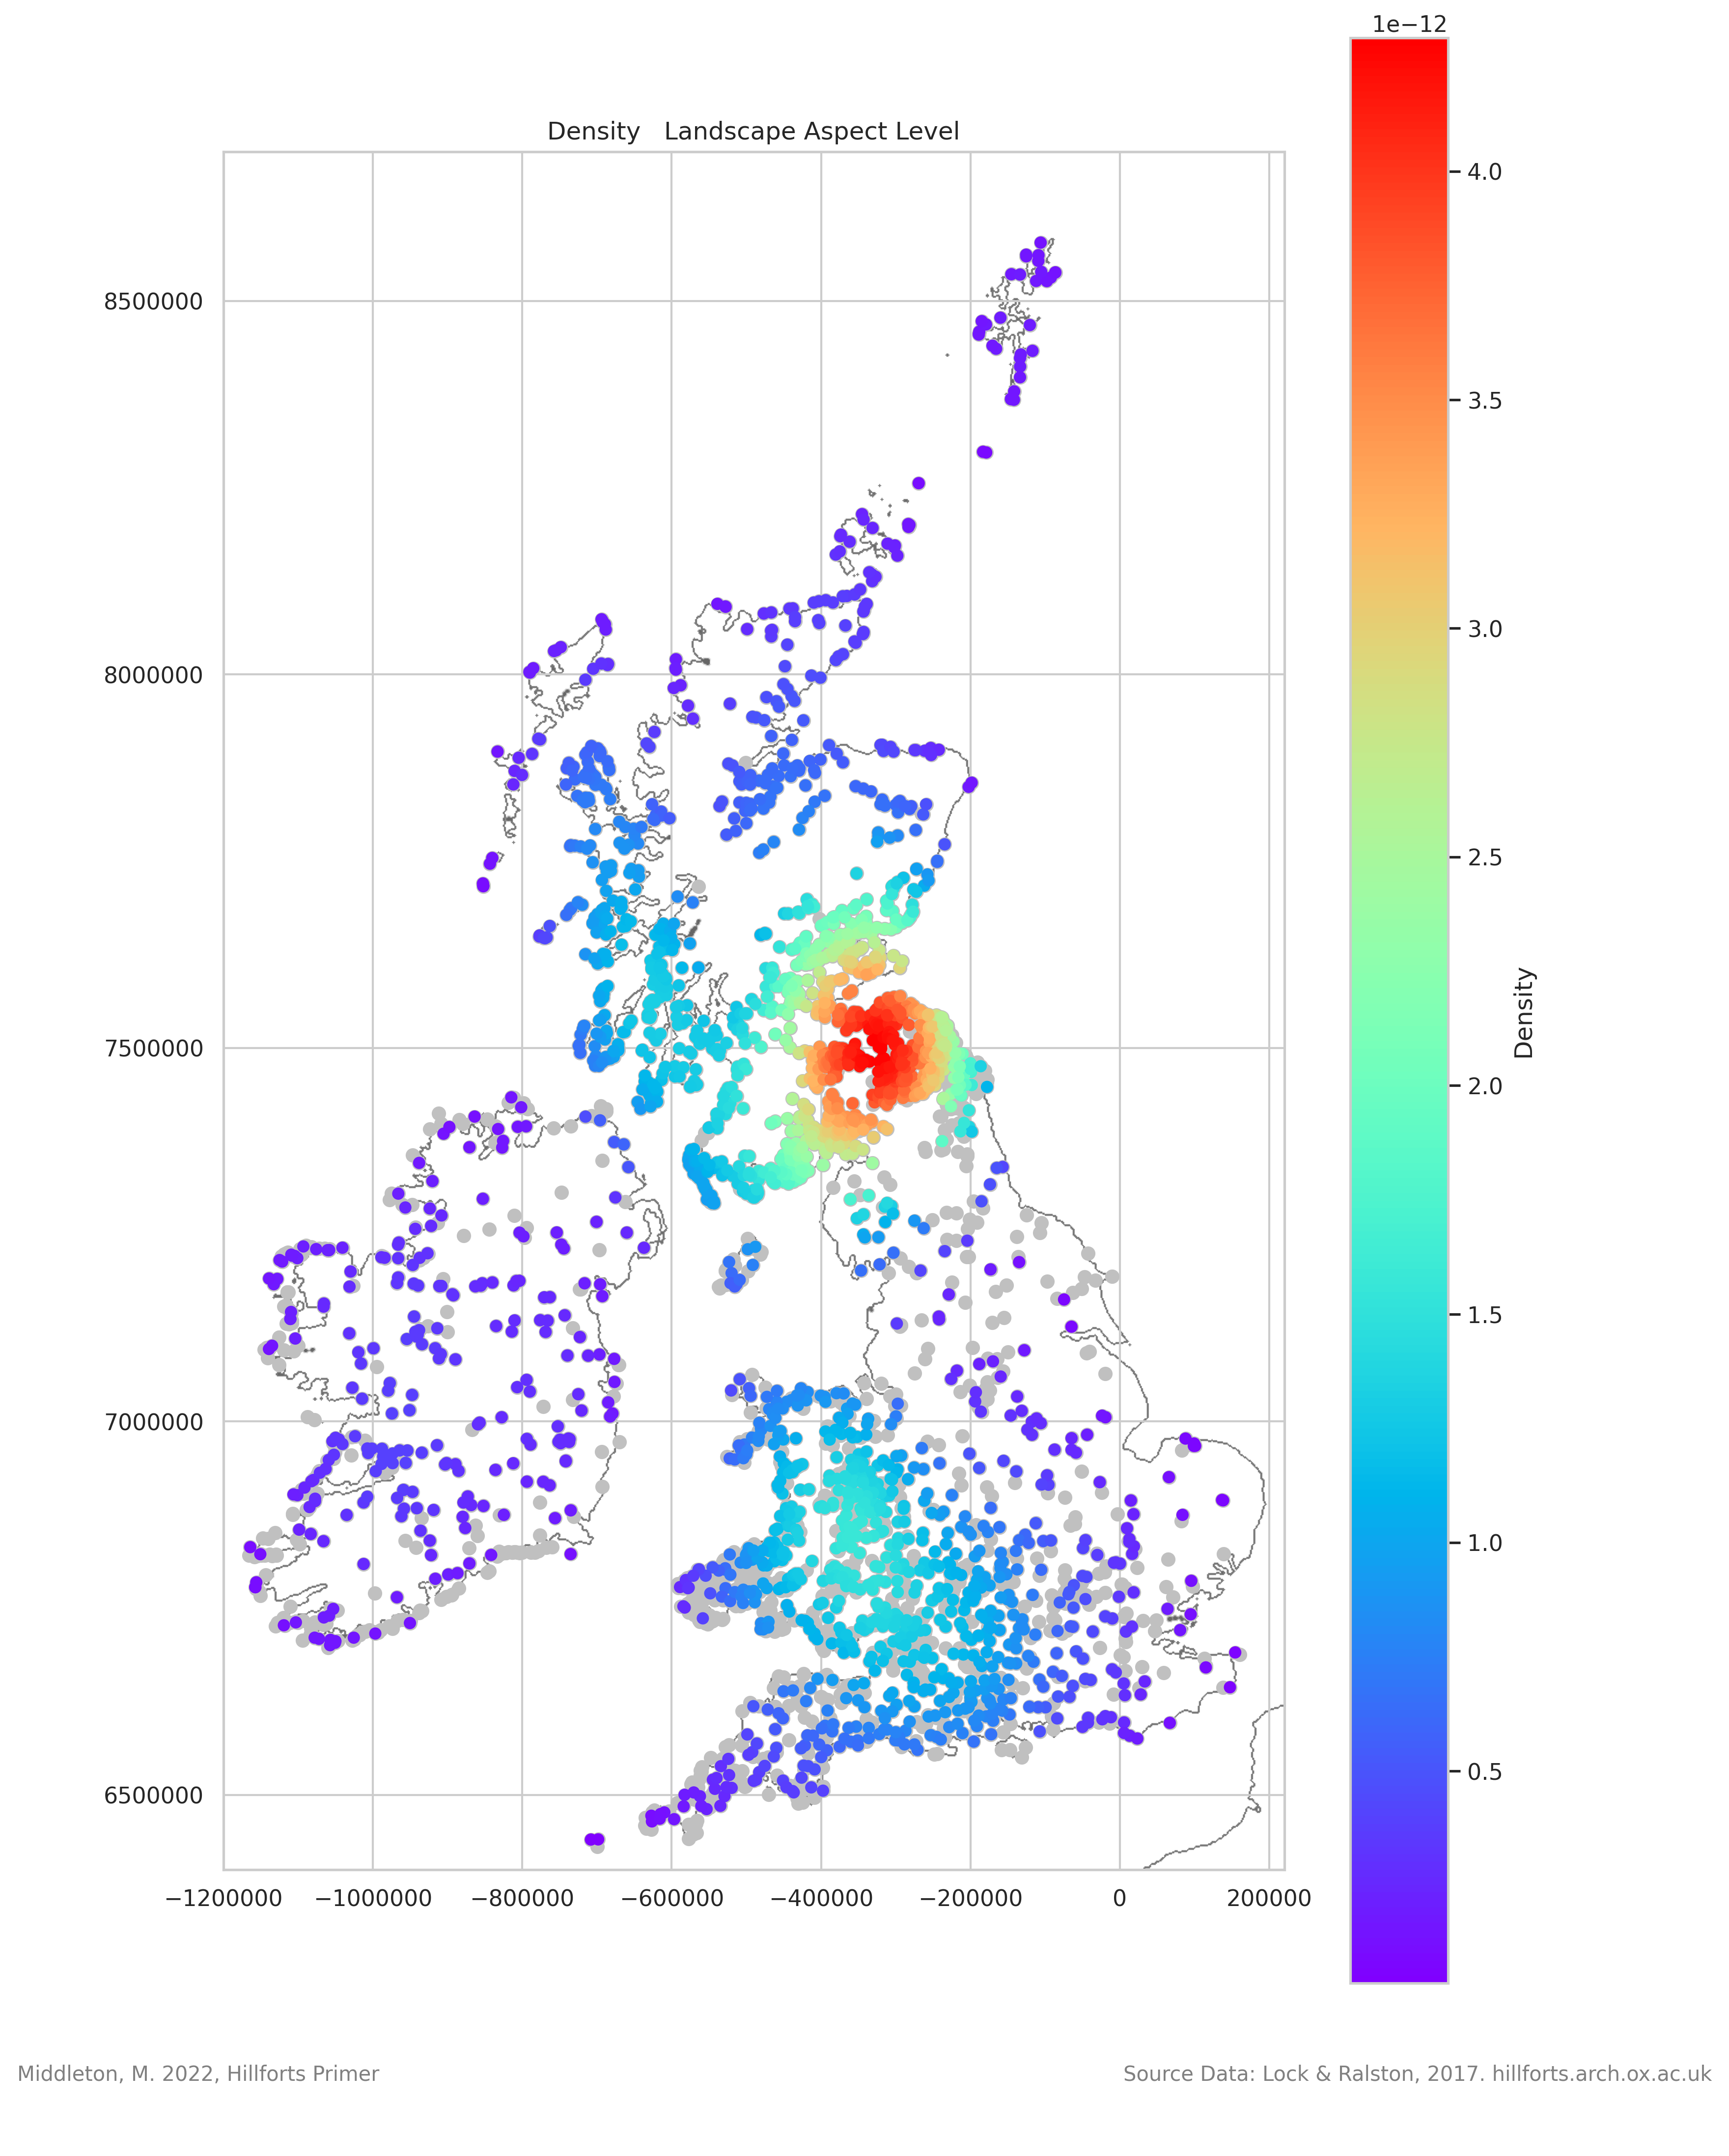 1e−12
Density   Landscape Aspect Level
4.0
3.5
3.0
2.5
2.0
1.5
1.0
0.5
Density
8500000
8000000
7500000
7000000
6500000
−1200000 −1000000 −800000 −600000 −400000 −200000 0 200000
Middleton, M. 2022, Hillforts Primer
Source Data: Lock & Ralston, 2017. hillforts.arch.ox.ac.uk